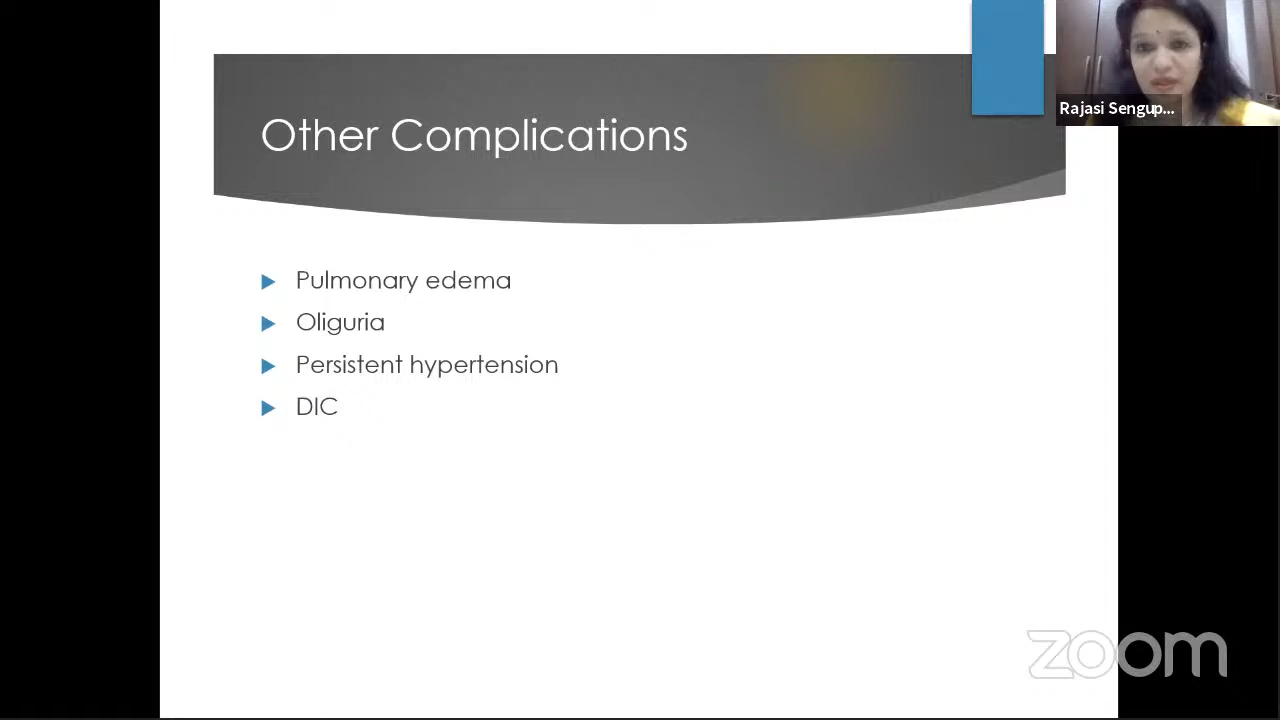 Rajasi Sengup...
Other Complications
Pulmonary edema
Oliguria
Persistent hypertension
DIC
zoom